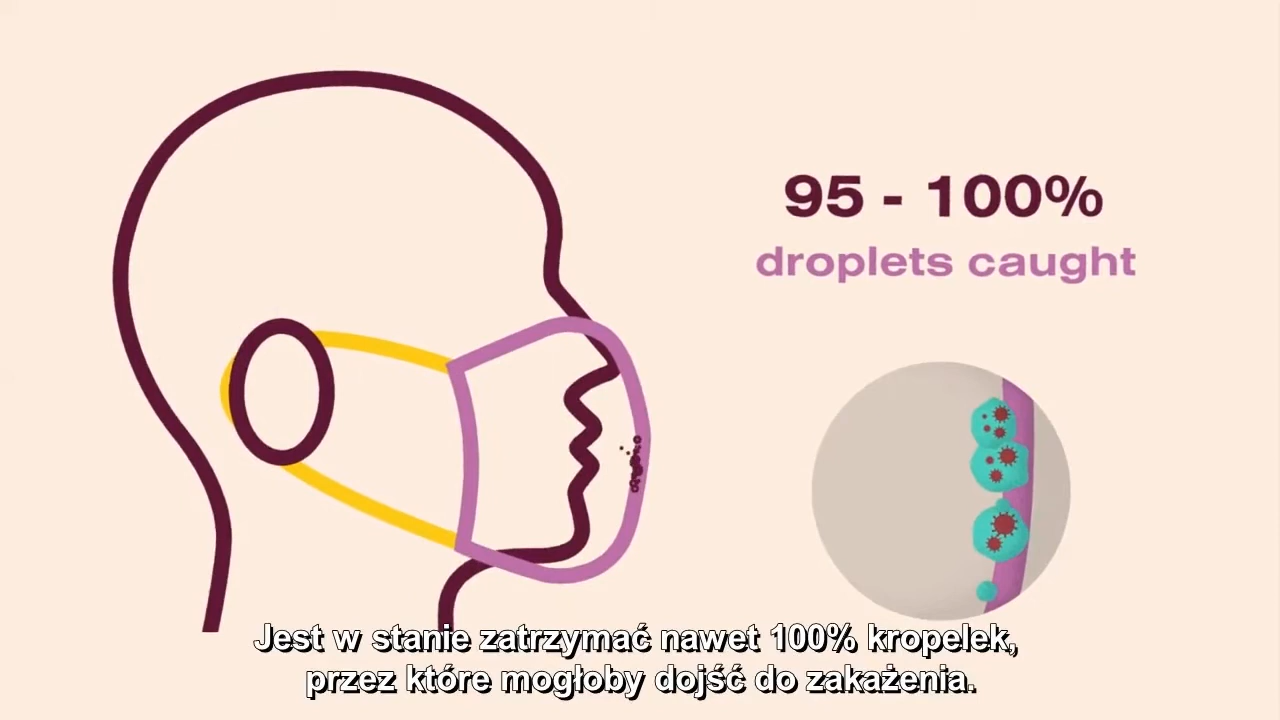 95 - 100%
droplets caught
Jest w stanie zatrzymać nawet 100% kropelek,
przez które mogłoby dojść do zakażenia.